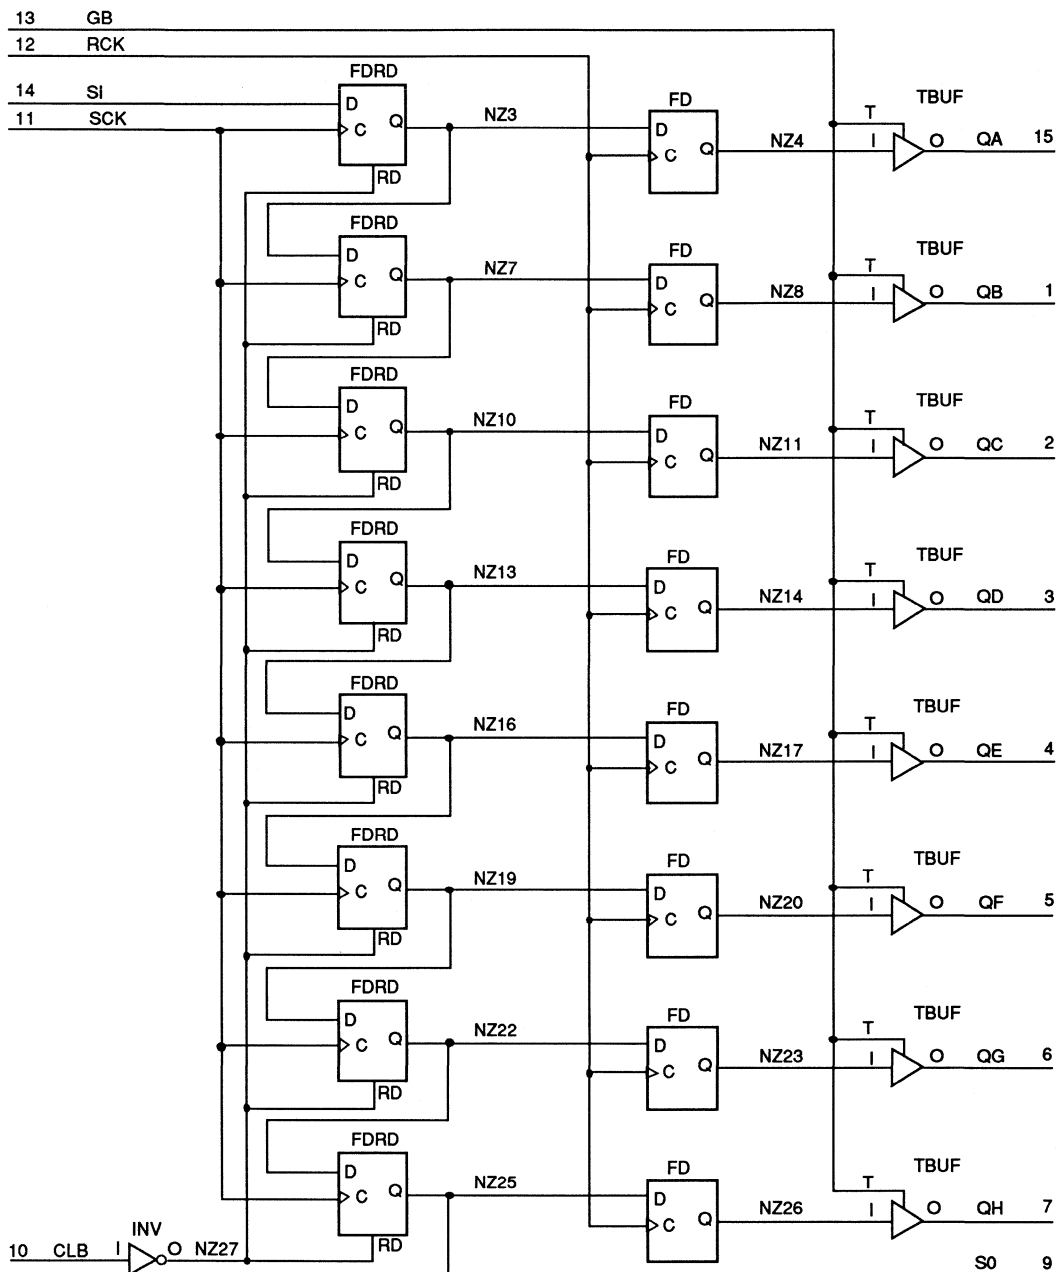 13 GB
12 RCK
14 SI
11 SCK
FDRD
D
C
Q
RD
NZ3
FD
D
C
Q
NZ4
T
I
TBUF
O
QA
15
FDRD
D
C
Q
RD
NZ7
FD
D
C
Q
NZ8
T
I
TBUF
O
QB
1
FDRD
D
C
Q
RD
NZ10
FD
D
C
Q
NZ11
T
I
TBUF
O
QC
2
FDRD
D
C
Q
RD
NZ13
FD
D
C
Q
NZ14
T
I
TBUF
O
QD
3
FDRD
D
C
Q
RD
NZ16
FD
D
C
Q
NZ17
T
I
TBUF
O
QE
4
FDRD
D
C
Q
RD
NZ19
FD
D
C
Q
NZ20
T
I
TBUF
O
QF
5
FDRD
D
C
Q
RD
NZ22
FD
D
C
Q
NZ23
T
I
TBUF
O
QG
6
FDRD
D
C
Q
RD
NZ25
FD
D
C
Q
NZ26
T
I
TBUF
O
QH
7
INV
10 CLB I O NZ27
S0 9